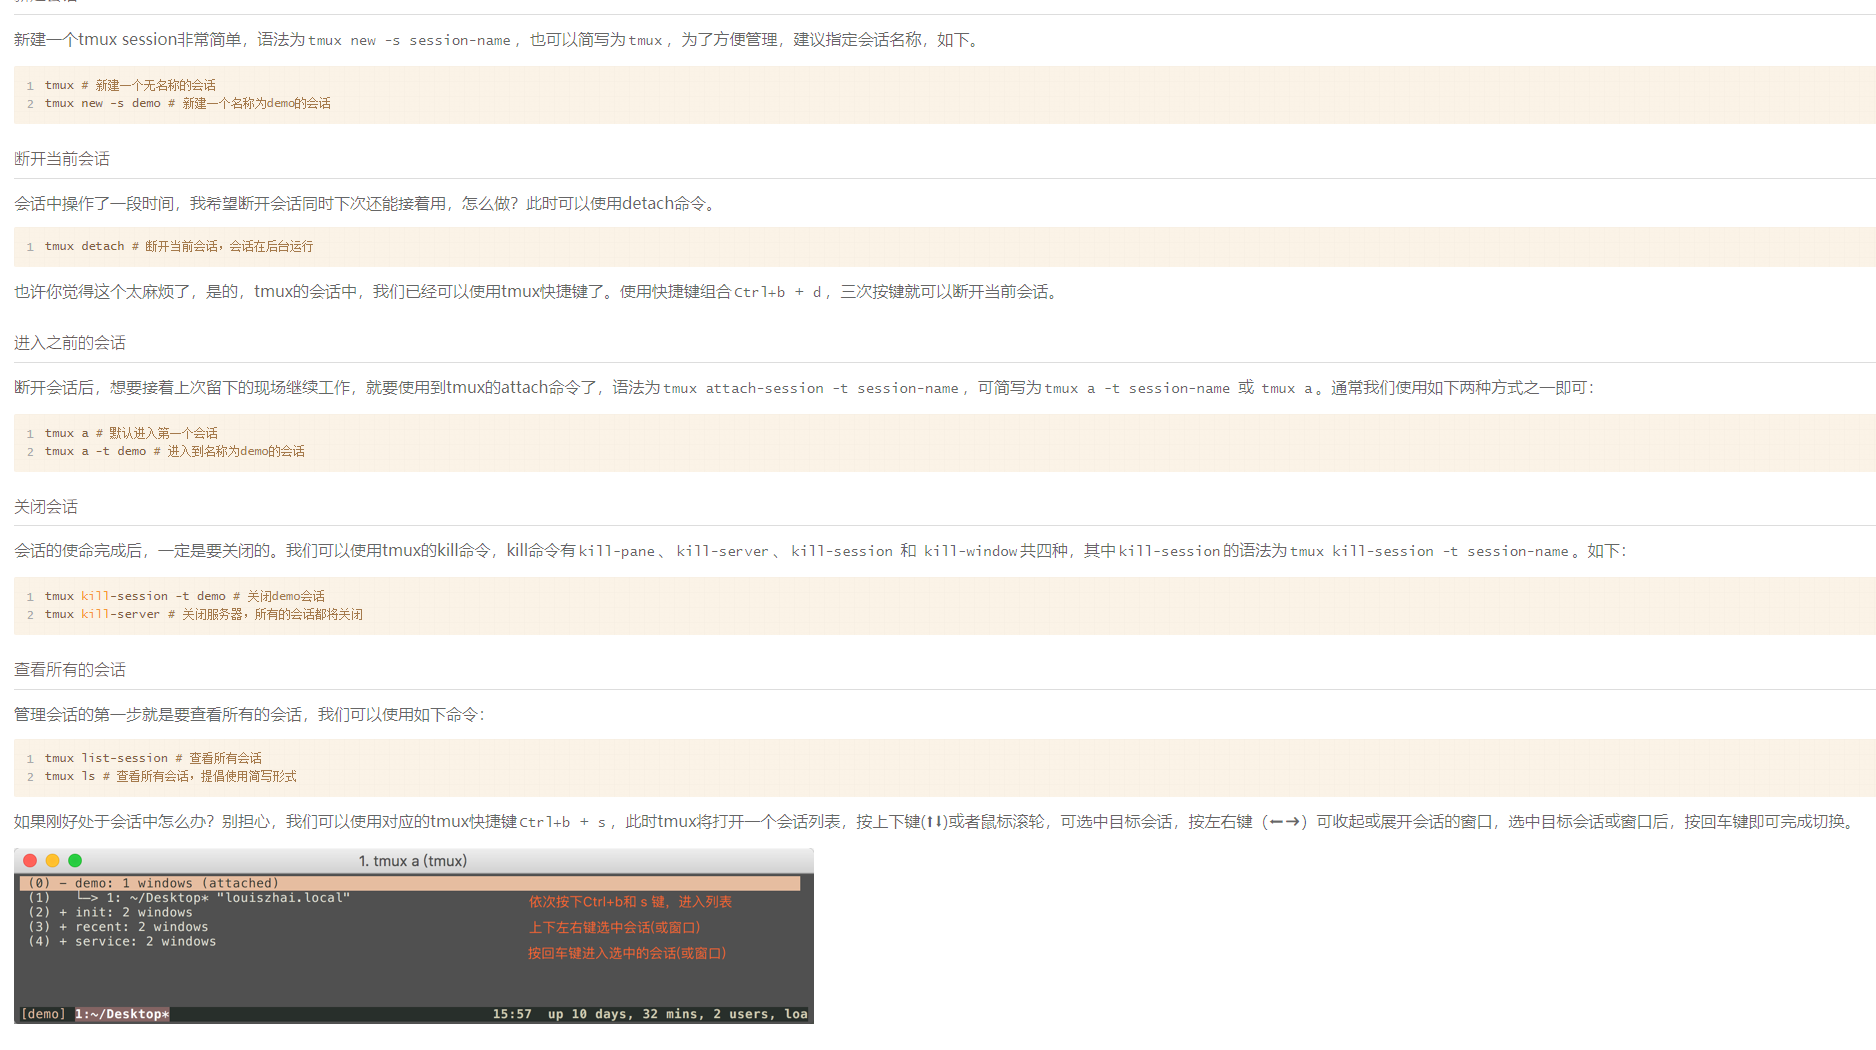 新建一个tmux session非常简单，语法为tmux new -s session-name，也可以简写为tmux，为了方便管理，建议指定会话名称，如下。
1 tmux # 新建一个无名称的会话
2 tmux new -s demo # 新建一个名称为demo的会话
断开当前会话
会话中操作了一段时间，我希望断开会话同时下次还能接着用，怎么做？此时可以使用detach命令。
1 tmux detach # 断开当前会话，会话在后台运行
也许你觉得这个太麻烦了，是的，tmux的会话中，我们已经可以使用tmux快捷键了。使用快捷键组合Ctrl+b + d，三次按键就可以断开当前会话。
进入之前的会话
断开会话后，想要接着上次留下的现场继续工作，就要使用到tmux的attach命令了，语法为tmux attach-session -t session-name，可简写为tmux a -t session-name 或 tmux a。通常我们使用如下两种方式之一即可：
1 tmux a # 默认进入第一个会话
2 tmux a -t demo # 进入到名称为demo的会话
关闭会话
会话的使命完成后，一定是要关闭的。我们可以使用tmux的kill命令，kill命令有kill-pane、kill-server、kill-session 和 kill-window共四种，其中kill-session的语法为tmux kill-session -t session-name。如下：
1 tmux kill-session -t demo # 关闭demo会话
2 tmux kill-server # 关闭服务器，所有的会话都将关闭
查看所有的会话
管理会话的第一步就是要查看所有的会话，我们可以使用如下命令：
1 tmux list-session # 查看所有会话
2 tmux ls # 查看所有会话，提倡使用简写形式
如果刚好处于会话中怎么办？别担心，我们可以使用对应的tmux快捷键Ctrl+b + s，此时tmux将打开一个会话列表，按上下键(⬆⬇)或者鼠标滚轮，可选中目标会话，按左右键（⬅➡）可收起或展开会话的窗口，选中目标会话或窗口后，按回车键即可完成切换。
1. tmux a (tmux)
(0) - demo: 1 windows (attached)
(1) └─> 1: ~/Desktop* "louiszhai.local"
(2) + init: 2 windows
(3) + recent: 2 windows
(4) + service: 2 windows
依次按下Ctrl+b和 s 键，进入列表
上下左右键选中会话(或窗口)
按回车键进入选中的会话(或窗口)
[demo] 1:~/Desktop* 15:57 up 10 days, 32 mins, 2 users, loa